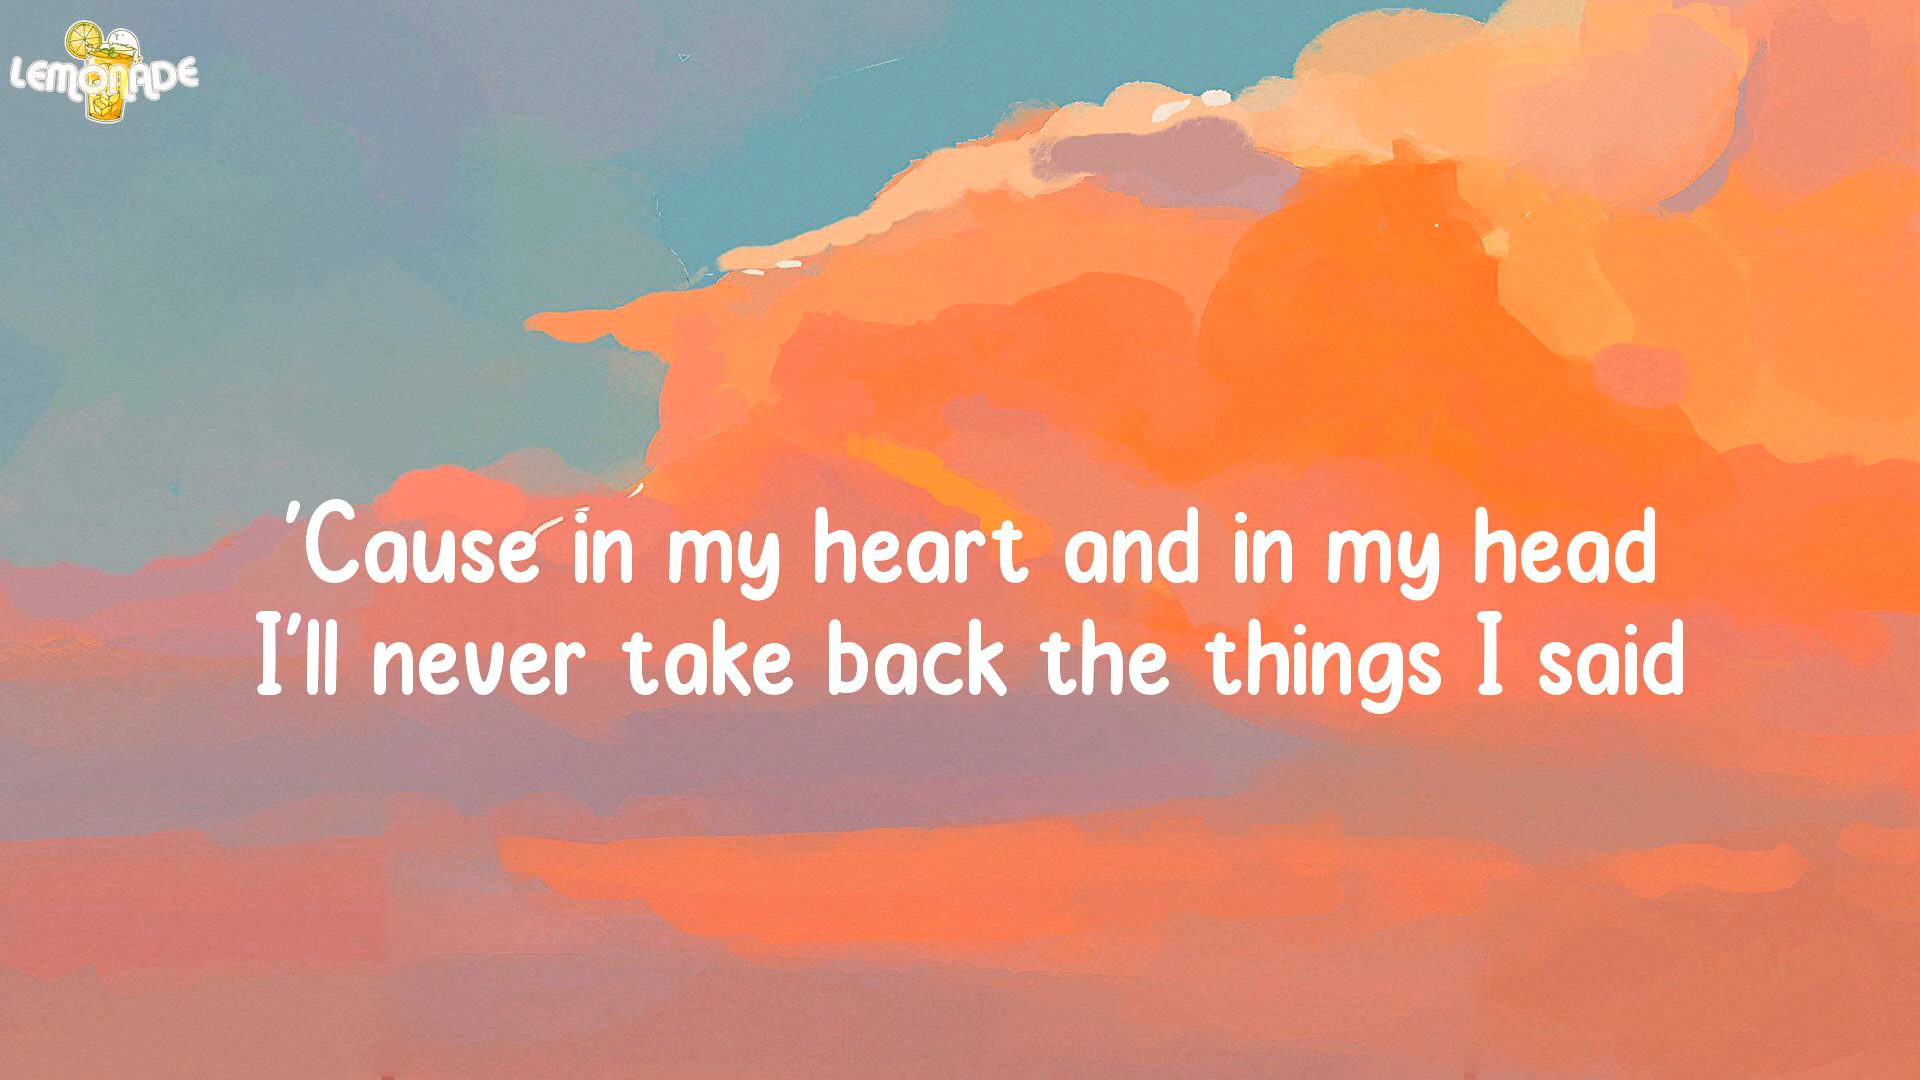 LEMONADE
'Cause in my heart and in my head
I'll never take back the things I said